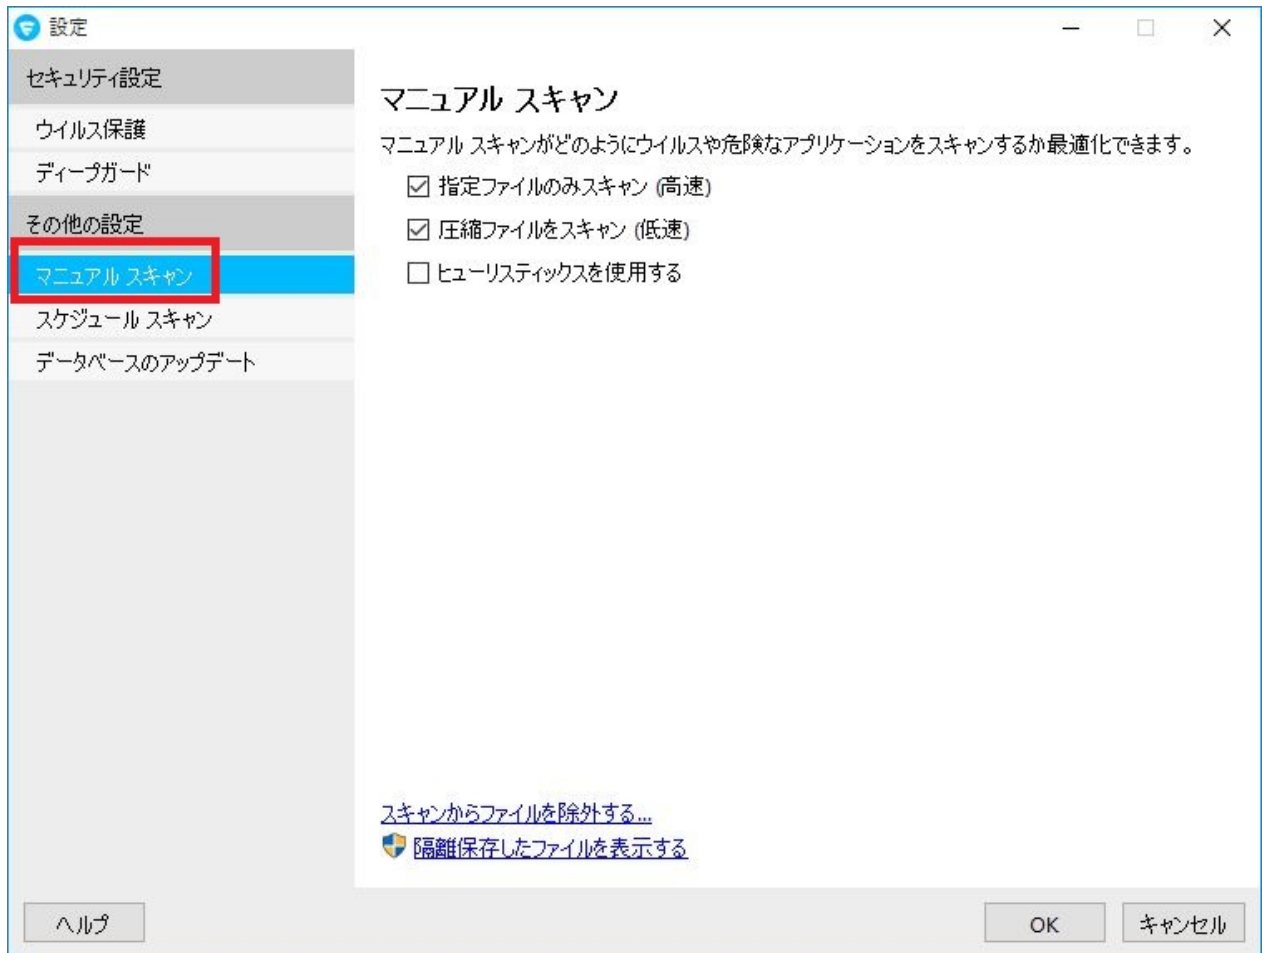 設定
セキュリティ設定
ウイルス保護
ディープガード
その他の設定
マニュアル スキャン
スケジュール スキャン
データベースのアップデート
マニュアル スキャン
マニュアル スキャンがどのようにウイルスや危険なアプリケーションをスキャンするか最適化できます。
指定ファイルのみスキャン (高速)
圧縮ファイルをスキャン (低速)
ヒューリスティックスを使用する
スキャンからファイルを除外する...
隔離保存したファイルを表示する
ヘルプ
OK
キャンセル